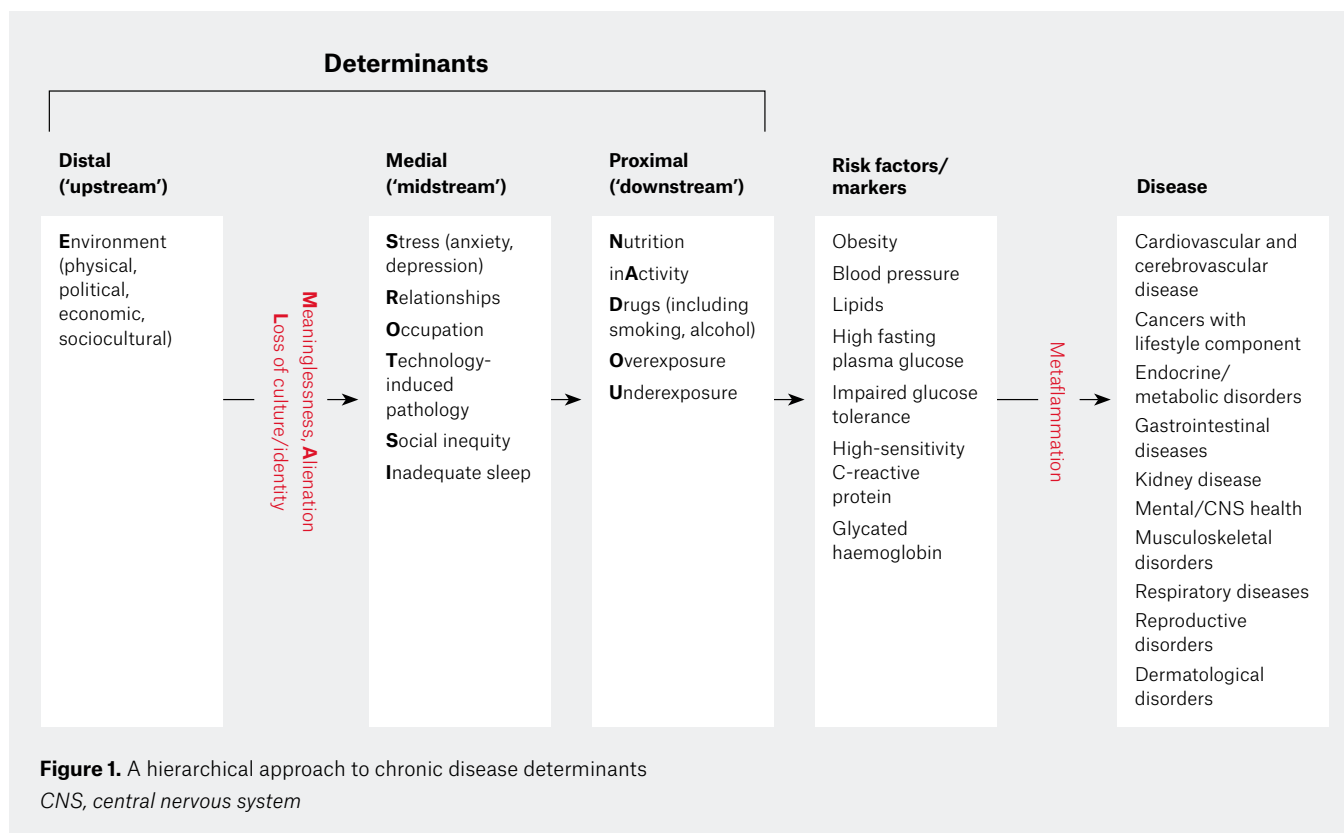 Determinants
Distal
(‘upstream’)
Environment
(physical,
political,
economic,
sociocultural)
Meaninglessness, Alienation
Loss of culture/identity
Medial
(‘midstream’)
Stress (anxiety,
depression)
Relationships
Occupation
Technology-
induced
pathology
Social inequity
Inadequate sleep
Proximal
(‘downstream’)
Nutrition
inActivity
Drugs (including
smoking, alcohol)
Overexposure
Underexposure
Risk factors/
markers
Obesity
Blood pressure
Lipids
High fasting
plasma glucose
Impaired glucose
tolerance
High-sensitivity
C-reactive
protein
Glycated
haemoglobin
Metaflammation
Disease
Cardiovascular and
cerebrovascular
disease
Cancers with
lifestyle component
Endocrine/
metabolic disorders
Gastrointestinal
diseases
Kidney disease
Mental/CNS health
Musculoskeletal
disorders
Respiratory diseases
Reproductive
disorders
Dermatological
disorders
Figure 1. A hierarchical approach to chronic disease determinants
CNS, central nervous system